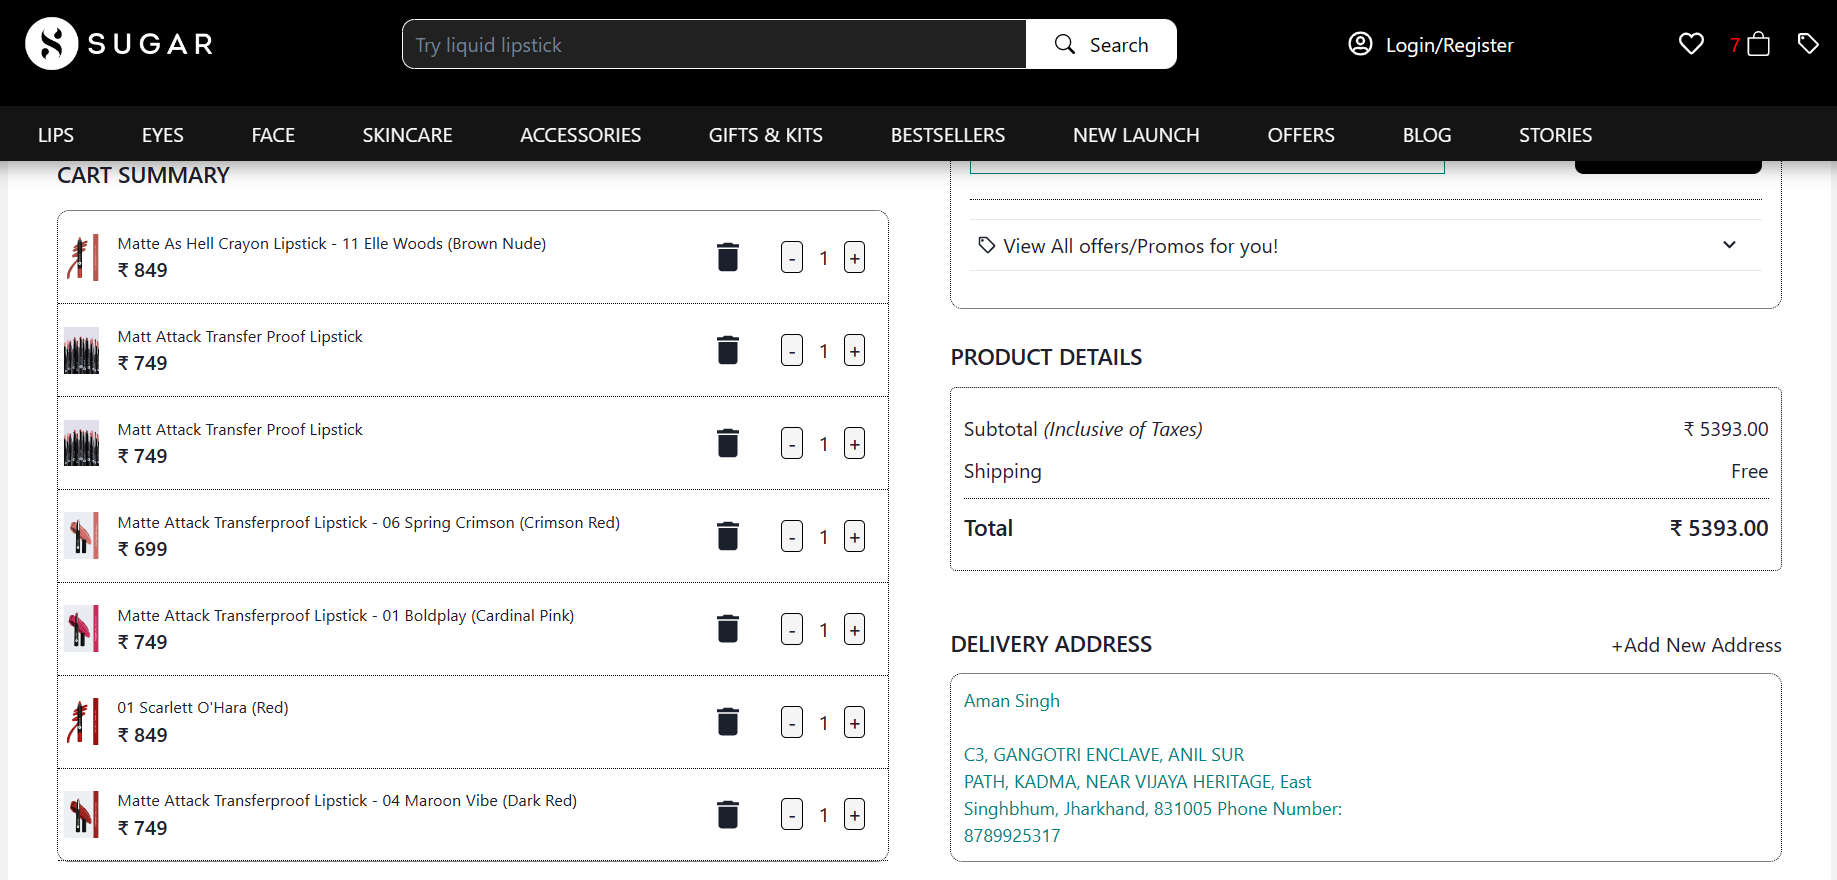 SUGAR
Try liquid lipstick
Search
Login/Register
7
LIPS EYES FACE SKINCARE ACCESSORIES GIFTS & KITS BESTSELLERS NEW LAUNCH OFFERS BLOG STORIES
CART SUMMARY
Matte As Hell Crayon Lipstick - 11 Elle Woods (Brown Nude)
₹ 849
- 1 +
Matt Attack Transfer Proof Lipstick
₹ 749
- 1 +
Matt Attack Transfer Proof Lipstick
₹ 749
- 1 +
Matte Attack Transferproof Lipstick - 06 Spring Crimson (Crimson Red)
₹ 699
- 1 +
Matte Attack Transferproof Lipstick - 01 Boldplay (Cardinal Pink)
₹ 749
- 1 +
01 Scarlett O'Hara (Red)
₹ 849
- 1 +
Matte Attack Transferproof Lipstick - 04 Maroon Vibe (Dark Red)
₹ 749
- 1 +
View All offers/Promos for you!
PRODUCT DETAILS
Subtotal (Inclusive of Taxes) ₹ 5393.00
Shipping Free
Total ₹ 5393.00
DELIVERY ADDRESS +Add New Address
Aman Singh
C3, GANGOTRI ENCLAVE, ANIL SUR
PATH, KADMA, NEAR VIJAYA HERITAGE, East
Singhbhum, Jharkhand, 831005 Phone Number:
8789925317